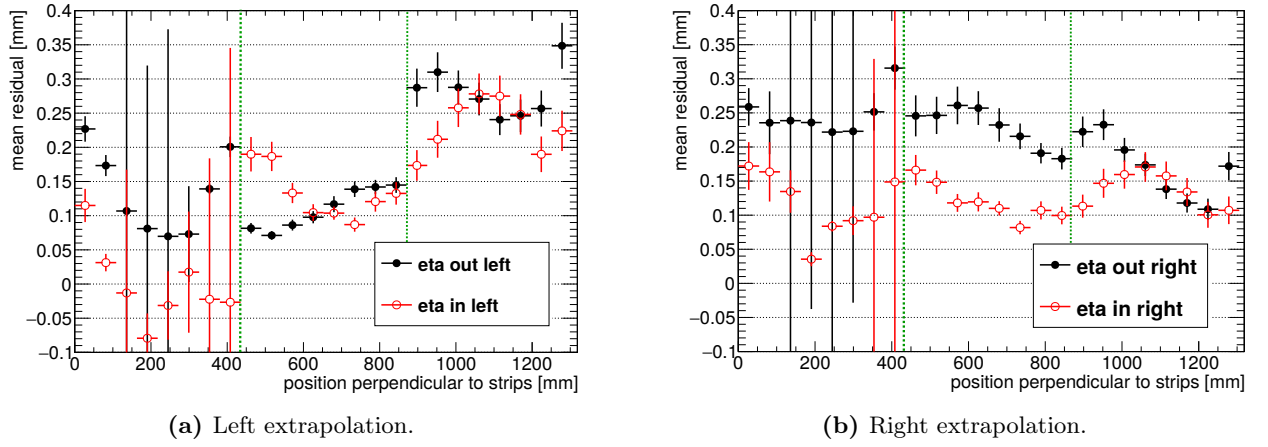 mean residual [mm]
0.4
0.35
0.3
0.25
0.2
0.15
0.1
0.05
0
−0.05
−0.1
eta out left
eta in left
0 200 400 600 800 1000 1200
position perpendicular to strips [mm]
(a) Left extrapolation.
mean residual [mm]
0.4
0.35
0.3
0.25
0.2
0.15
0.1
0.05
0
−0.05
−0.1
eta out right
eta in right
0 200 400 600 800 1000 1200
position perpendicular to strips [mm]
(b) Right extrapolation.